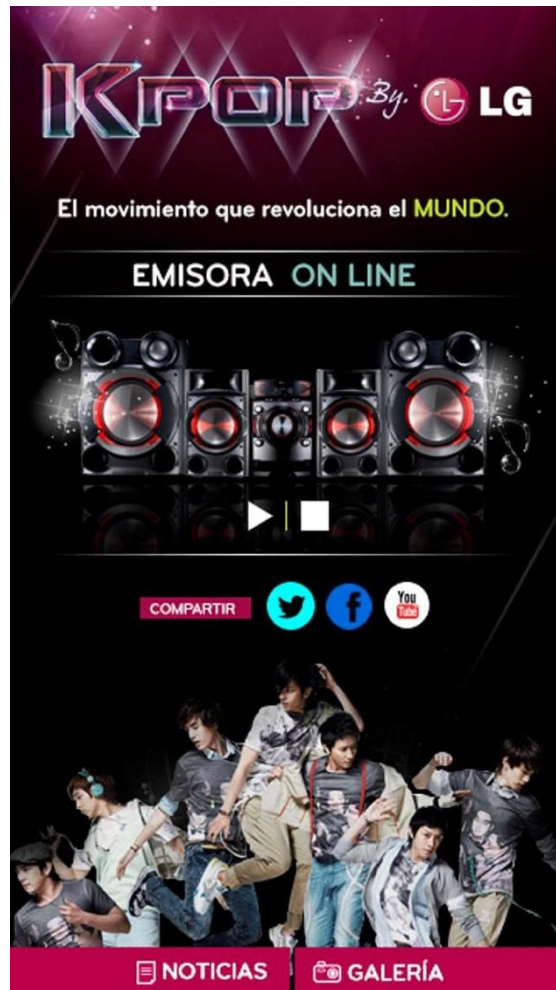 KPOP By. LG
El movimiento que revoluciona el MUNDO.
EMISORA ON LINE
COMPARTIR
You
Tube
NOTICIAS GALERÍA